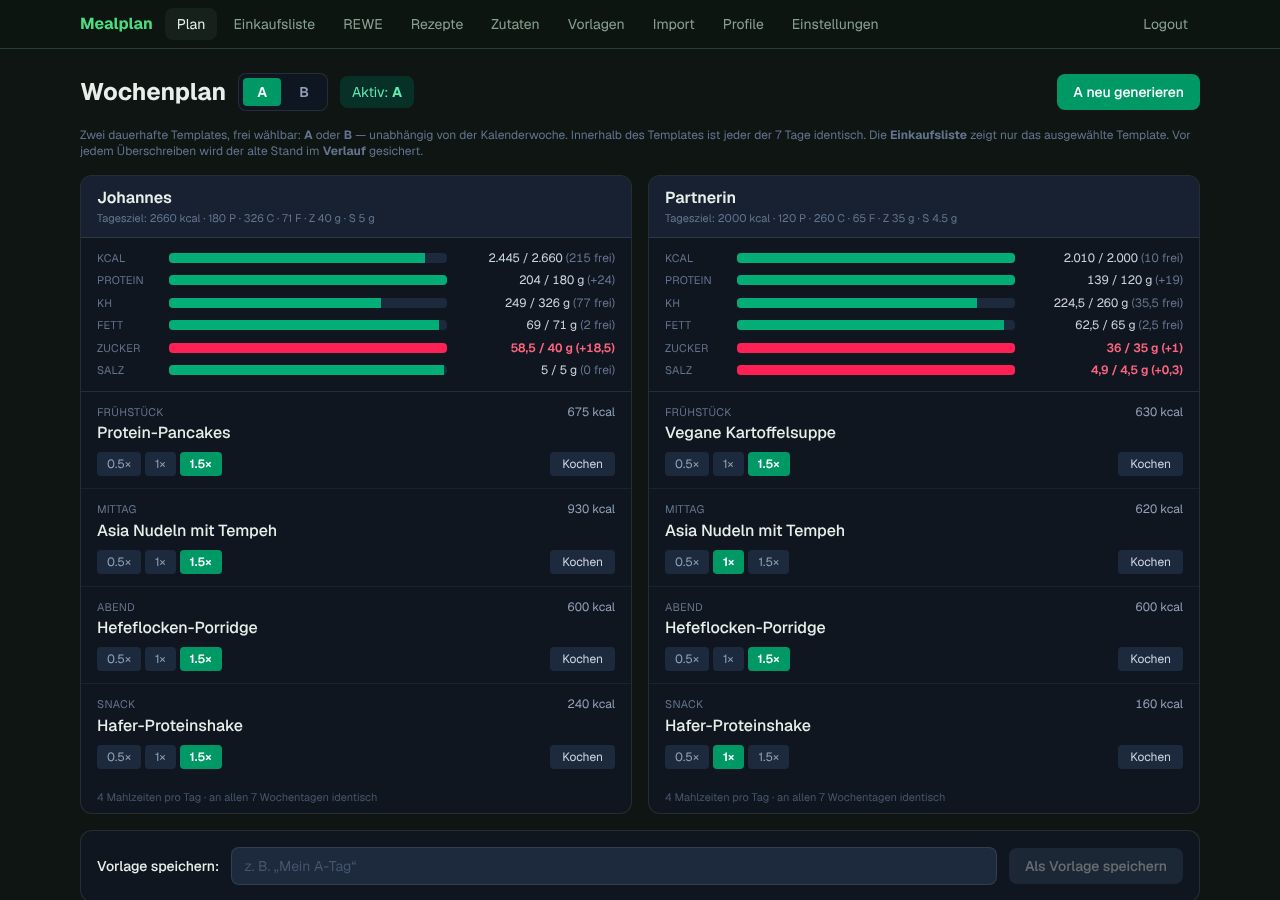 Mealplan Plan Einkaufsliste REWE Rezepte Zutaten Vorlagen Import Profile Einstellungen Logout
Wochenplan A B Aktiv: A A neu generieren
Zwei dauerhafte Templates, frei wählbar: A oder B — unabhängig von der Kalenderwoche. Innerhalb des Templates ist jeder der 7 Tage identisch. Die Einkaufsliste zeigt nur das ausgewählte Template. Vor
jedem Überschreiben wird der alte Stand im Verlauf gesichert.
Johannes
Tagesziel: 2660 kcal · 180 P · 326 C · 71 F · Z 40 g · S 5 g
KCAL 2.445 / 2.660 (215 frei)
PROTEIN 204 / 180 g (+24)
KH 249 / 326 g (77 frei)
FETT 69 / 71 g (2 frei)
ZUCKER 58,5 / 40 g (+18,5)
SALZ 5 / 5 g (0 frei)
FRÜHSTÜCK 675 kcal
Protein-Pancakes
0.5× 1× 1.5× Kochen
MITTAG 930 kcal
Asia Nudeln mit Tempeh
0.5× 1× 1.5× Kochen
ABEND 600 kcal
Hefeflocken-Porridge
0.5× 1× 1.5× Kochen
SNACK 240 kcal
Hafer-Proteinshake
0.5× 1× 1.5× Kochen
4 Mahlzeiten pro Tag · an allen 7 Wochentagen identisch
Partnerin
Tagesziel: 2000 kcal · 120 P · 260 C · 65 F · Z 35 g · S 4.5 g
KCAL 2.010 / 2.000 (10 frei)
PROTEIN 139 / 120 g (+19)
KH 224,5 / 260 g (35,5 frei)
FETT 62,5 / 65 g (2,5 frei)
ZUCKER 36 / 35 g (+1)
SALZ 4,9 / 4,5 g (+0,3)
FRÜHSTÜCK 630 kcal
Vegane Kartoffelsuppe
0.5× 1× 1.5× Kochen
MITTAG 620 kcal
Asia Nudeln mit Tempeh
0.5× 1× 1.5× Kochen
ABEND 600 kcal
Hefeflocken-Porridge
0.5× 1× 1.5× Kochen
SNACK 160 kcal
Hafer-Proteinshake
0.5× 1× 1.5× Kochen
4 Mahlzeiten pro Tag · an allen 7 Wochentagen identisch
Vorlage speichern: z. B. „Mein A-Tag“ Als Vorlage speichern